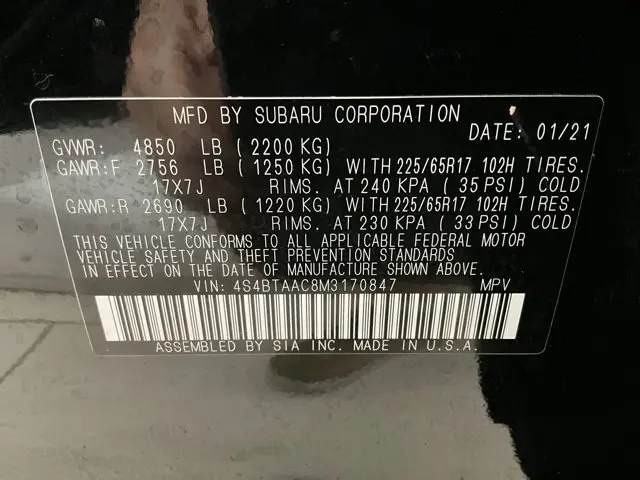 MFD BY SUBARU CORPORATION
DATE: 01/21
GVWR: 4850 LB (2200 KG)
GAWR:F 2756 LB (1250 KG) WITH 225/65R17 102H TIRES.
17X7J RIMS. AT 240 KPA (35 PSI) COLD
GAWR:R 2690 LB (1220 KG) WITH 225/65R17 102H TIRES.
17X7J RIMS. AT 230 KPA (33 PSI) COLD
THIS VEHICLE CONFORMS TO ALL APPLICABLE FEDERAL MOTOR
VEHICLE SAFETY AND THEFT PREVENTION STANDARDS
IN EFFECT ON THE DATE OF MANUFACTURE SHOWN ABOVE.
VIN: 4S4BTAAC8M3170847 MPV
ASSEMBLED BY SIA INC. MADE IN U.S.A.